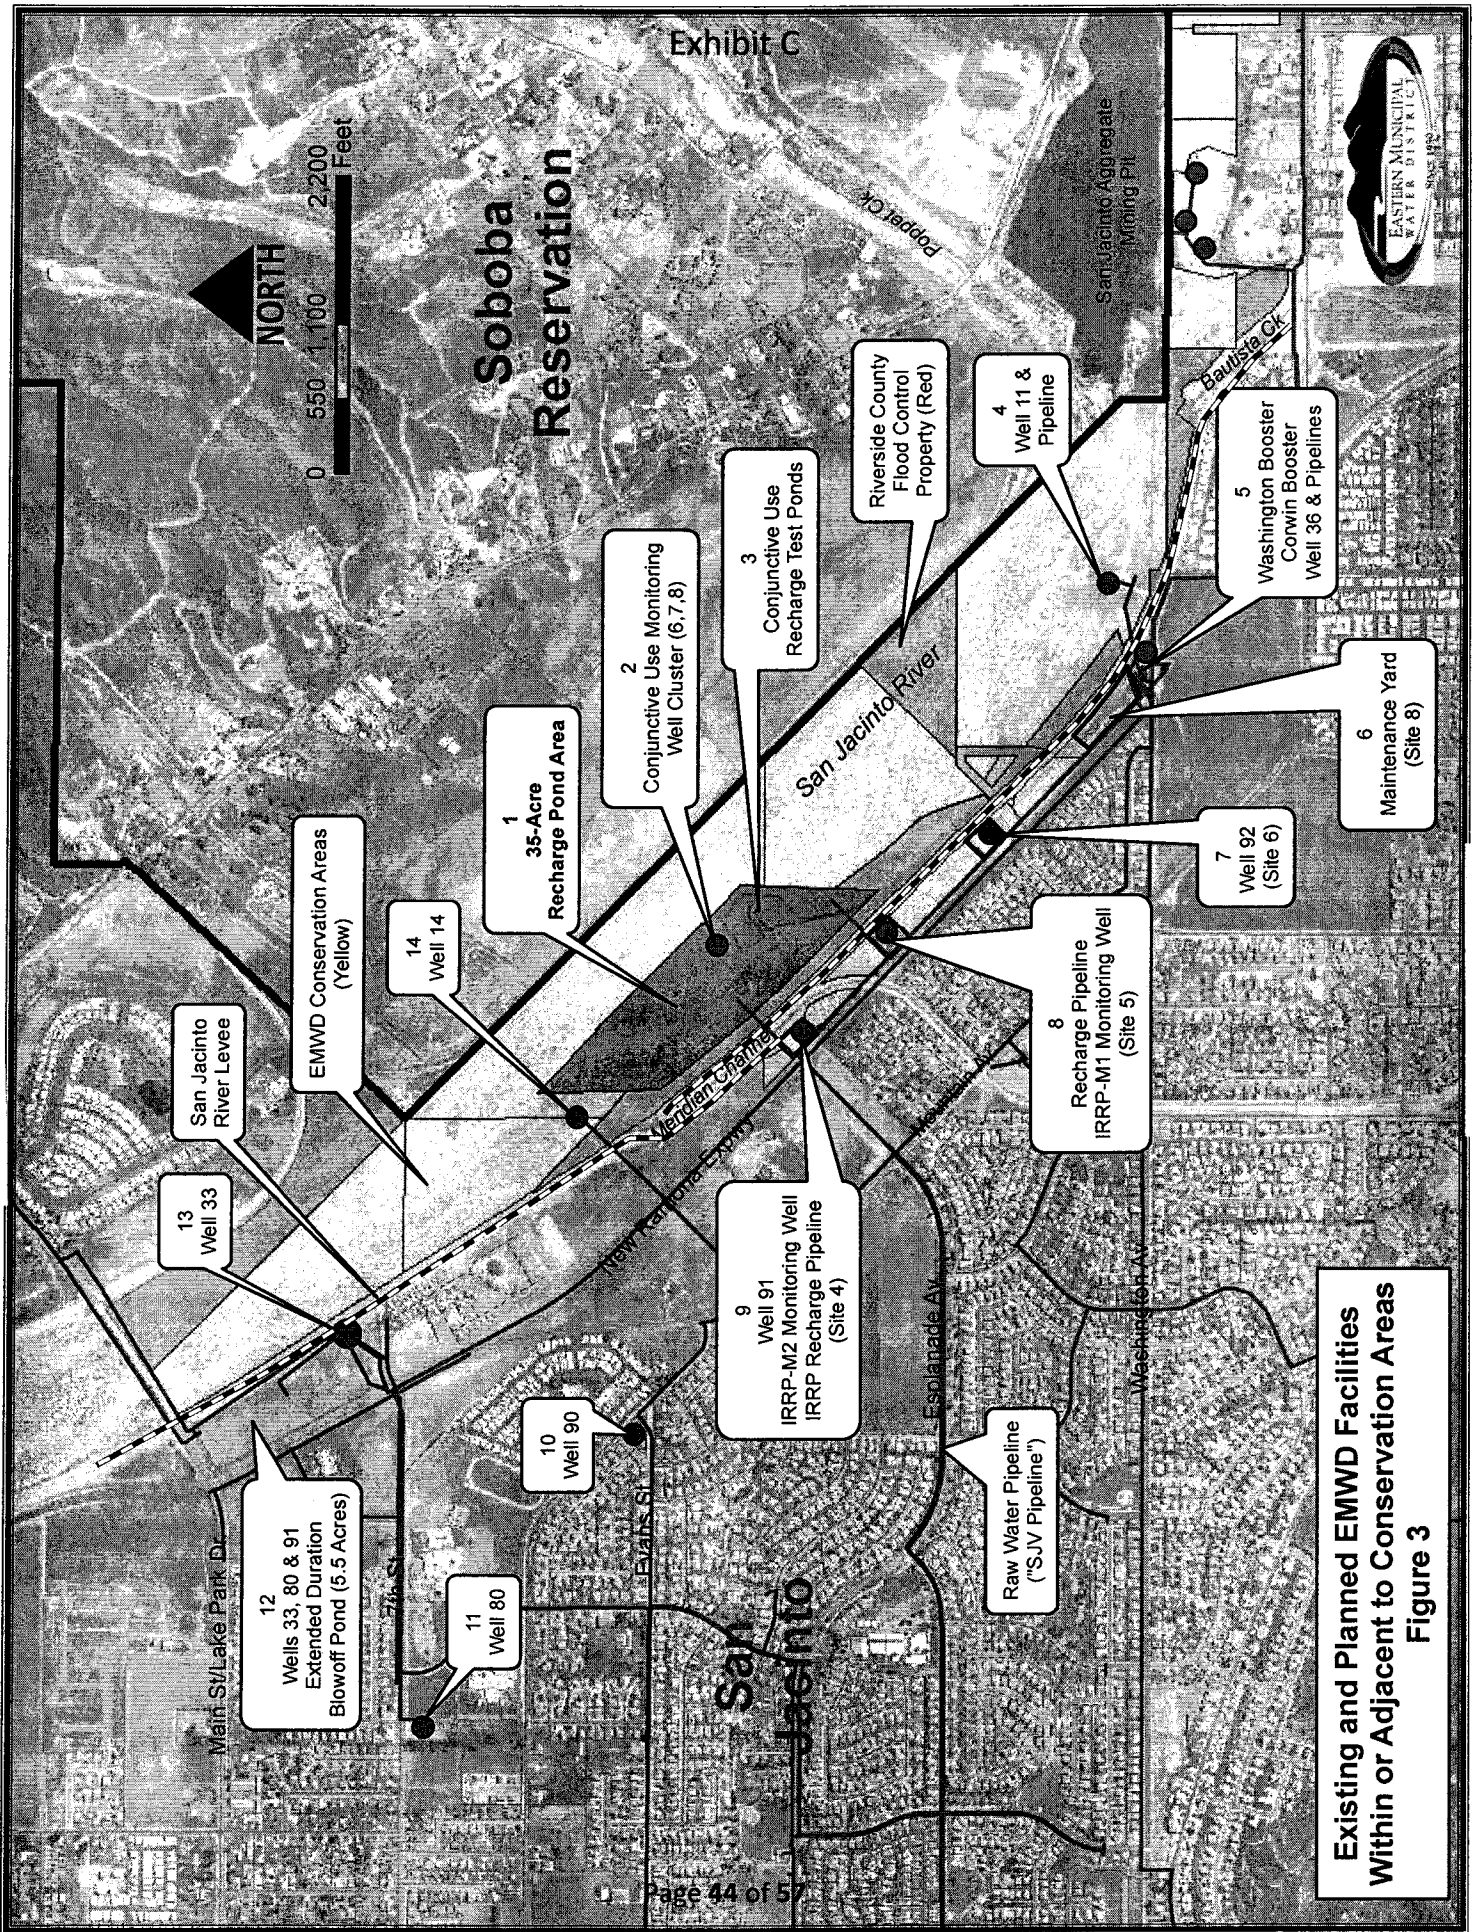 Exhibit C
0 550 1,100 2,200
Feet
NORTH
Soboba
Reservation
Poppet Ck
San Jacinto Aggregate
Mining Pit
EASTERN MUNICIPAL
WATER DISTRICT
SINCE 1950
Bautista Ck
Riverside County
Flood Control
Property (Red)
4
Well 11 &
Pipeline
5
Washington Booster
Corwin Booster
Well 36 & Pipelines
3
Conjunctive Use
Recharge Test Ponds
2
Conjunctive Use Monitoring
Well Cluster (6,7,8)
San Jacinto River
6
Maintenance Yard
(Site 8)
1
35-Acre
Recharge Pond Area
7
Well 92
(Site 6)
EMWD Conservation Areas
(Yellow)
14
Well 14
8
Recharge Pipeline
IRRP-M1 Monitoring Well
(Site 5)
San Jacinto
River Levee
13
Well 33
Meridian Channel
New Ramona Expwy
Mountain Av
9
Well 91
IRRP-M2 Monitoring Well
IRRP Recharge Pipeline
(Site 4)
Esplanade Av
Washington Av
12
Wells 33, 80 & 91
Extended Duration
Blowoff Pond (5.5 Acres)
10
Well 90
Evans St
Raw Water Pipeline
("SJV Pipeline")
Main St/Lake Park Dr
7th St
11
Well 80
San
Jacinto
Existing and Planned EMWD Facilities
Within or Adjacent to Conservation Areas
Figure 3
Page 44 of 57